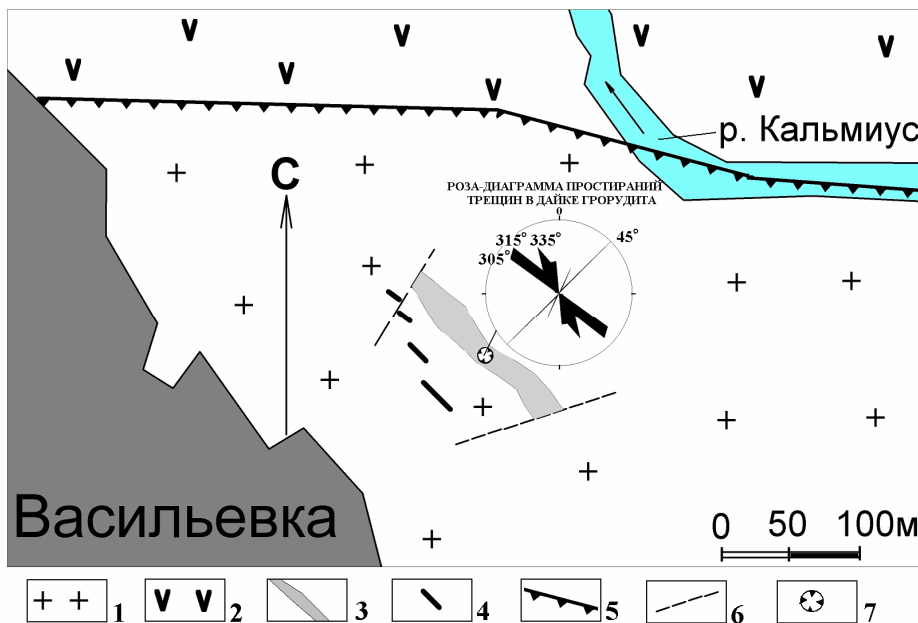 р. Кальмиус
С
РОЗА-ДИАГРАММА ПРОСТИРАНИЙ
ТРЕЩИН В ДАЙКЕ ГРОРУДИТА
0
315° 335° 45°
305°
Васильевка
0 50 100м
1 2 3 4 5 6 7